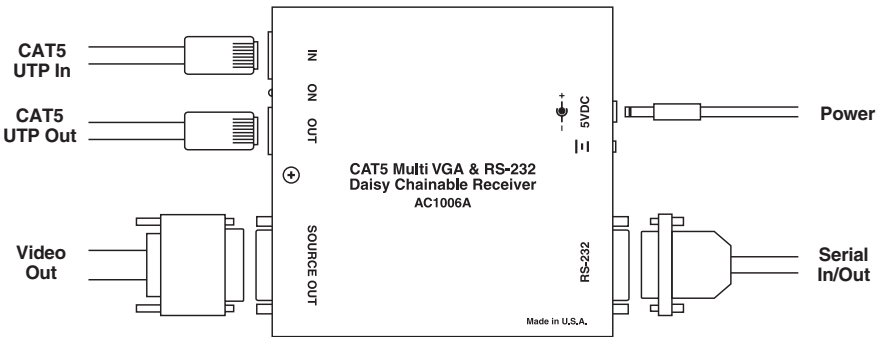 CAT5
UTP In
CAT5
UTP Out
Video
Out
IN
ON
OUT
SOURCE OUT
CAT5 Multi VGA & RS-232
Daisy Chainable Receiver
AC1006A
- +
5VDC
RS-232
Made in U.S.A.
Power
Serial
In/Out